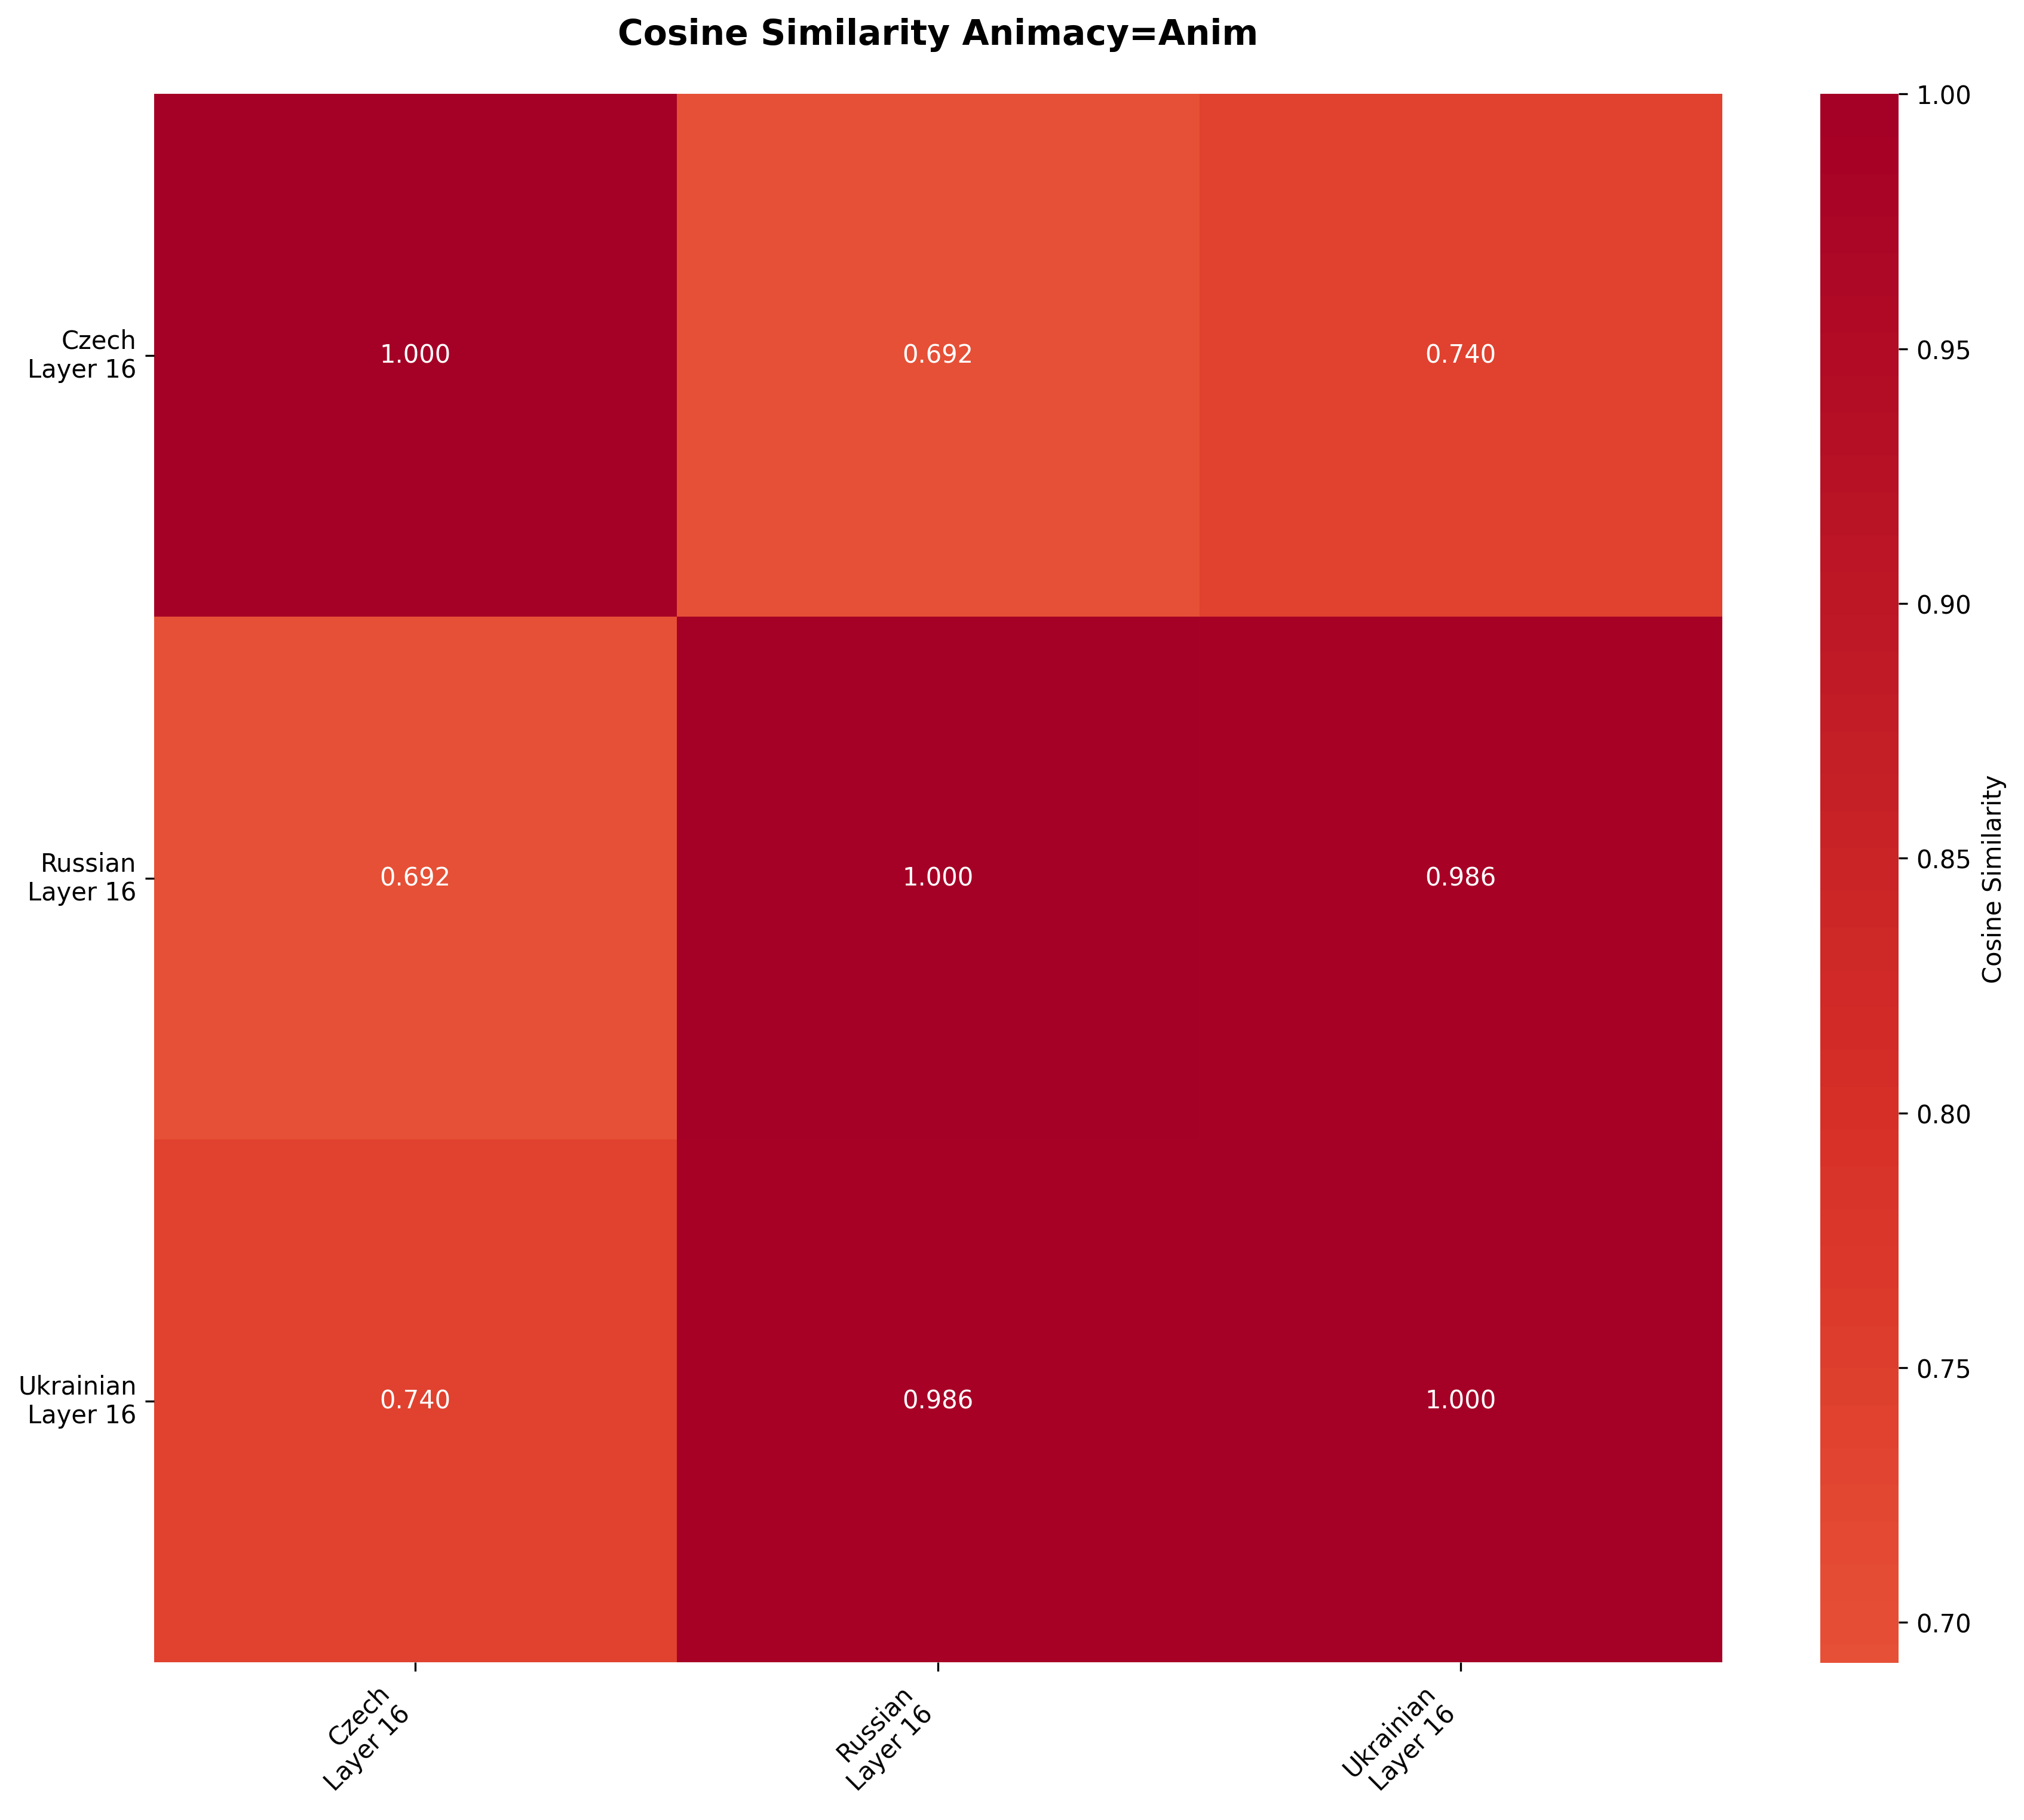 Cosine Similarity Animacy=Anim
Czech
Layer 16
1.000
0.692
0.740
Russian
Layer 16
0.692
1.000
0.986
Ukrainian
Layer 16
0.740
0.986
1.000
Czech
Layer 16
Russian
Layer 16
Ukrainian
Layer 16
1.00
0.95
0.90
0.85
0.80
0.75
0.70
Cosine Similarity